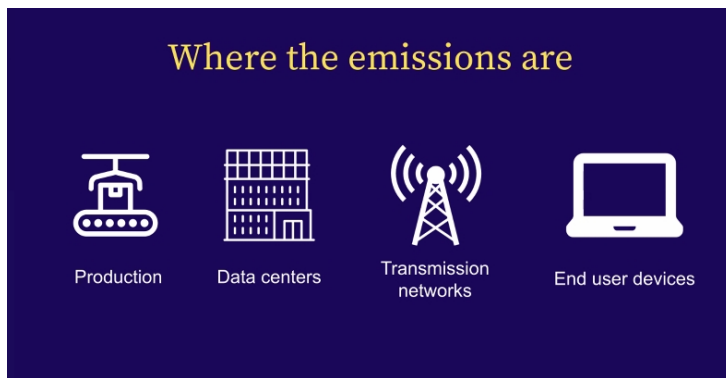 Where the emissions are
Production
Data centers
Transmission
networks
End user devices